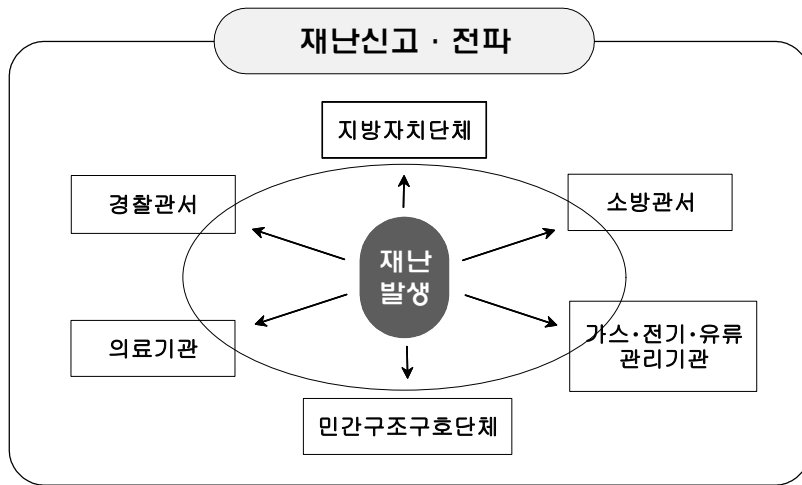 재난신고 · 전파
지방자치단체
경찰관서
소방관서
재난
발생
의료기관
가스·전기·유류
관리기관
민간구조구호단체